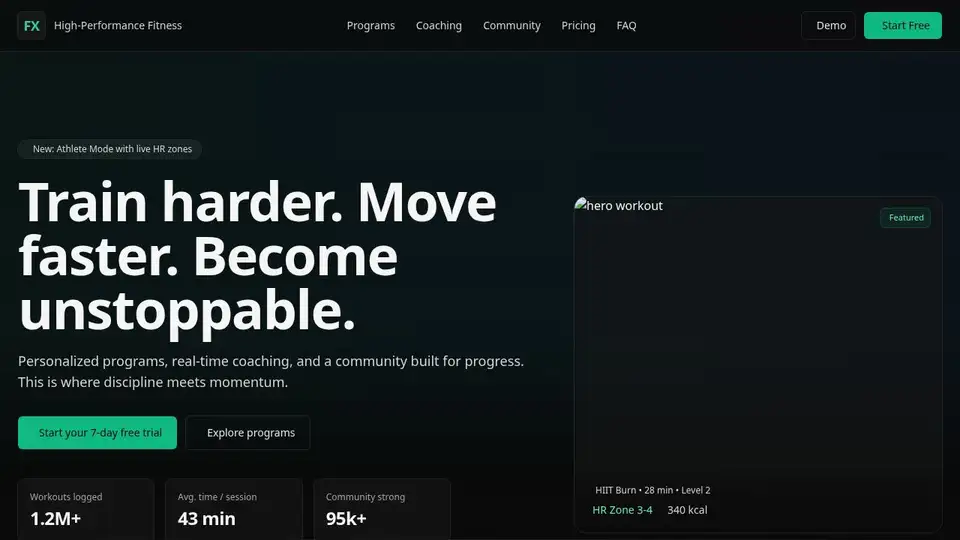 FX High-Performance Fitness Programs Coaching Community Pricing FAQ Demo Start Free
New: Athlete Mode with live HR zones
Train harder. Move
faster. Become
unstoppable.
Personalized programs, real-time coaching, and a community built for progress.
This is where discipline meets momentum.
Start your 7-day free trial Explore programs
Workouts logged
1.2M+
Avg. time / session
43 min
Community strong
95k+
hero workout
Featured
HIIT Burn • 28 min • Level 2
HR Zone 3-4 340 kcal